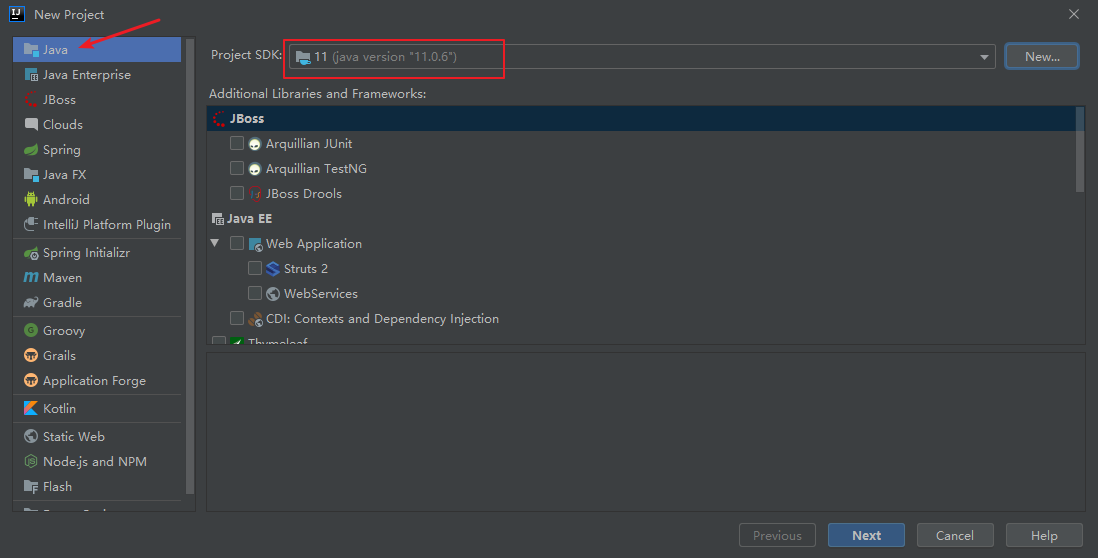 New Project
Java
Java Enterprise
JBoss
Clouds
Spring
Java FX
Android
IntelliJ Platform Plugin
Spring Initializr
Maven
Gradle
Groovy
Grails
Application Forge
Kotlin
Static Web
Node.js and NPM
Flash
Project SDK: 11 (java version "11.0.6") New...
Additional Libraries and Frameworks:
JBoss
Arquillian JUnit
Arquillian TestNG
JBoss Drools
Java EE
Web Application
Struts 2
WebServices
CDI: Contexts and Dependency Injection
Thymeleaf
Previous Next Cancel Help